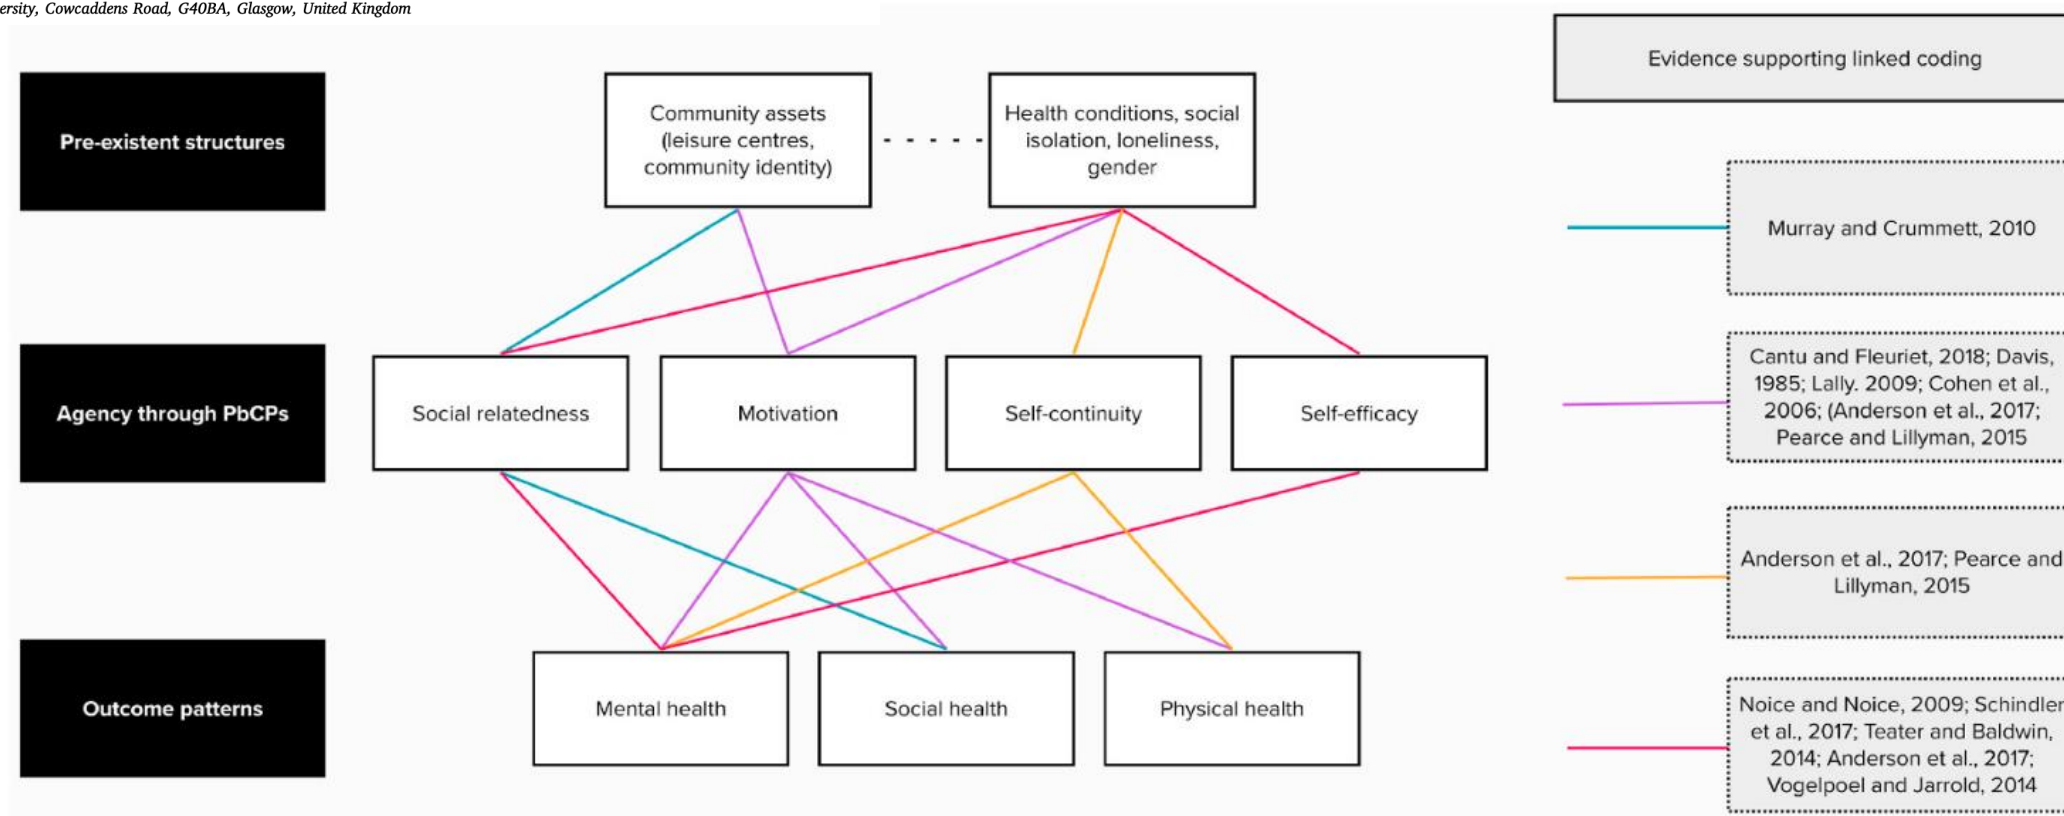 ersity, Cowcaddens Road, G40BA, Glasgow, United Kingdom
Evidence supporting linked coding
Pre-existent structures
Community assets
(leisure centres,
community identity)
Health conditions, social
isolation, loneliness,
gender
Murray and Crummett, 2010
Agency through PbCPs
Social relatedness
Motivation
Self-continuity
Self-efficacy
Cantu and Fleuriet, 2018; Davis,
1985; Lally. 2009; Cohen et al.,
2006; (Anderson et al., 2017;
Pearce and Lillyman, 2015
Anderson et al., 2017; Pearce and
Lillyman, 2015
Outcome patterns
Mental health
Social health
Physical health
Noice and Noice, 2009; Schindler
et al., 2017; Teater and Baldwin,
2014; Anderson et al., 2017;
Vogelpoel and Jarrold, 2014